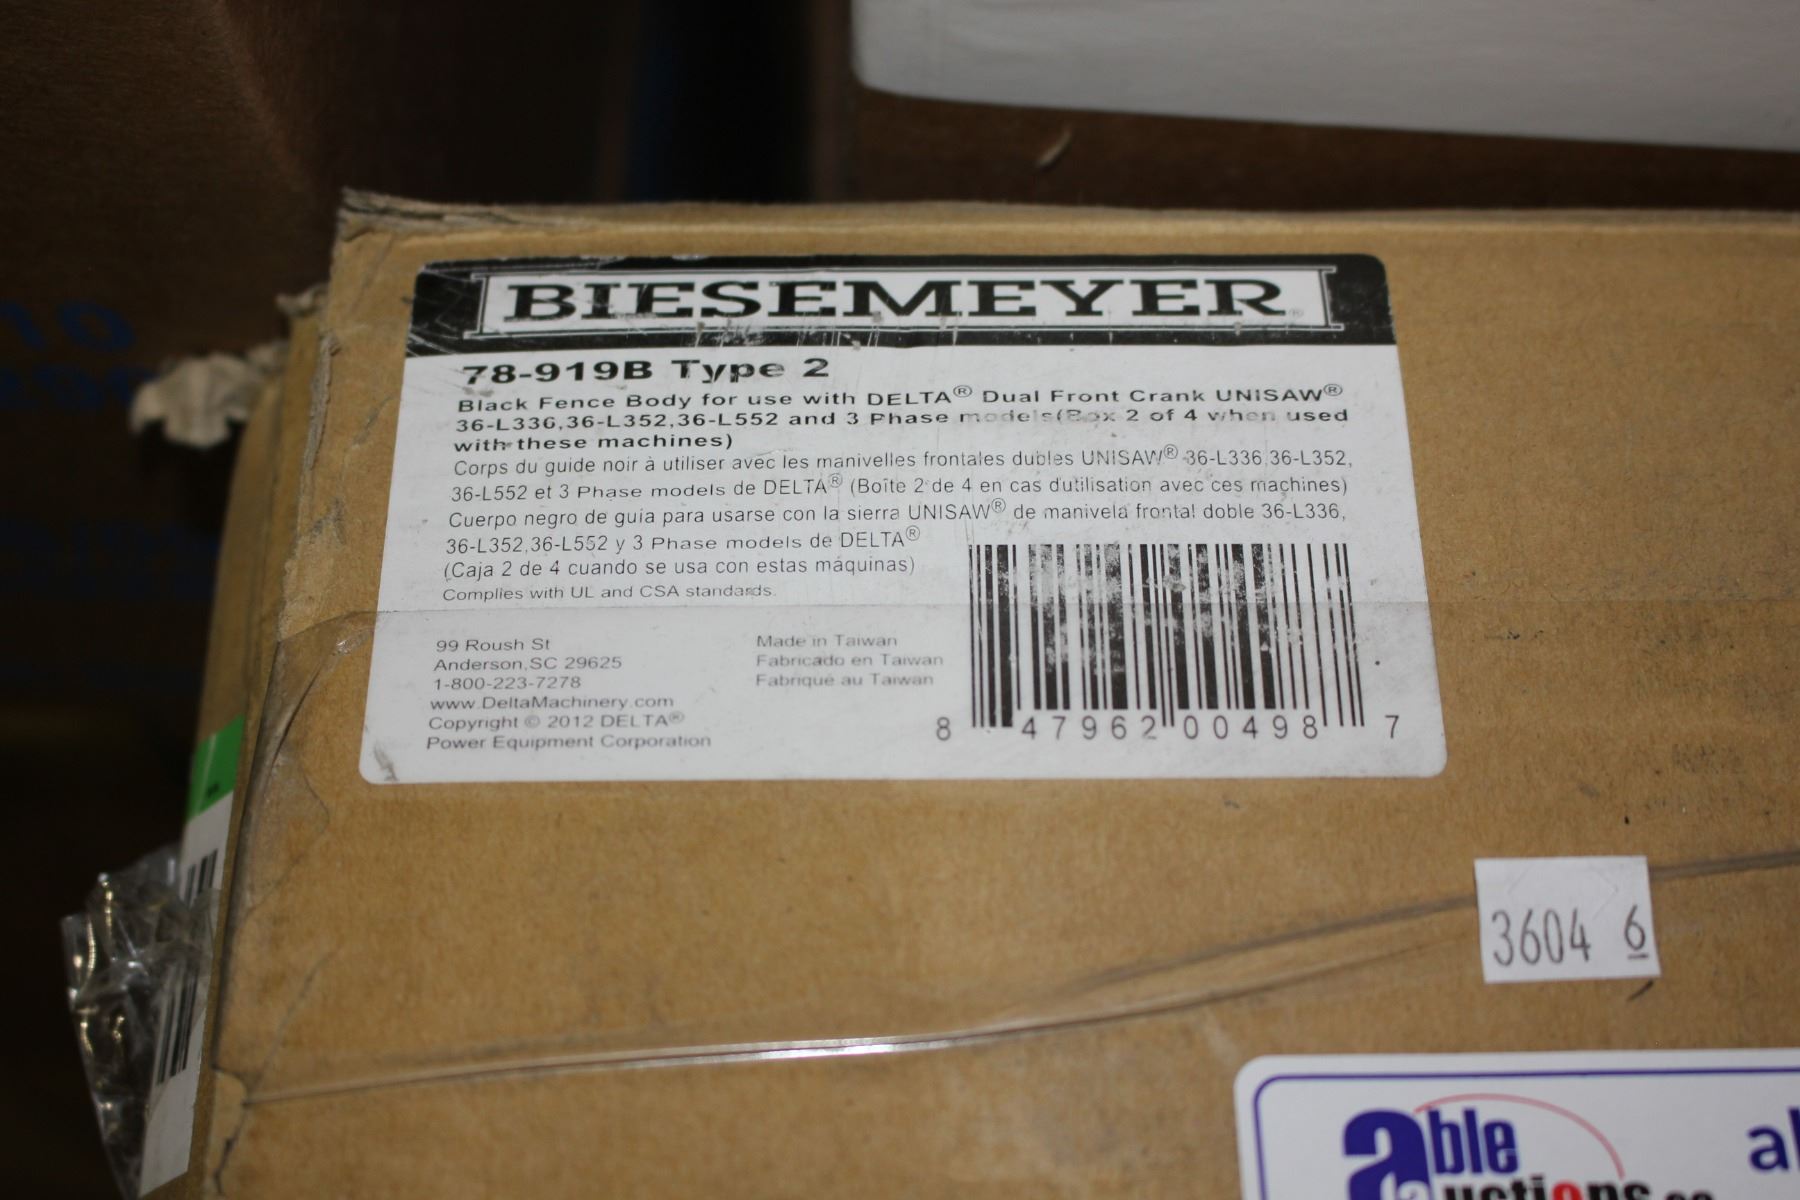 BIESEMEYER®
78-919B Type 2
Black Fence Body for use with DELTA® Dual Front Crank UNISAW®
36-L336,36-L352,36-L552 and 3 Phase models(Box 2 of 4 when used
with these machines)
Corps du guide noir à utiliser avec les manivelles frontales dubles UNISAW® 36-L336,36-L352,
36-L552 et 3 Phase models de DELTA® (Boîte 2 de 4 en cas d'utilisation avec ces machines)
Cuerpo negro de guia para usarse con la sierra UNISAW® de manivela frontal doble 36-L336,
36-L352,36-L552 y 3 Phase models de DELTA®
(Caja 2 de 4 cuando se usa con estas máquinas)
Complies with UL and CSA standards.
99 Roush St
Anderson,SC 29625
1-800-223-7278
www.DeltaMachinery.com
Copyright © 2012 DELTA®
Power Equipment Corporation
Made in Taiwan
Fabricado en Taiwan
Fabriqué au Taiwan
8 47962 00498 7
3604 6
able
auctions